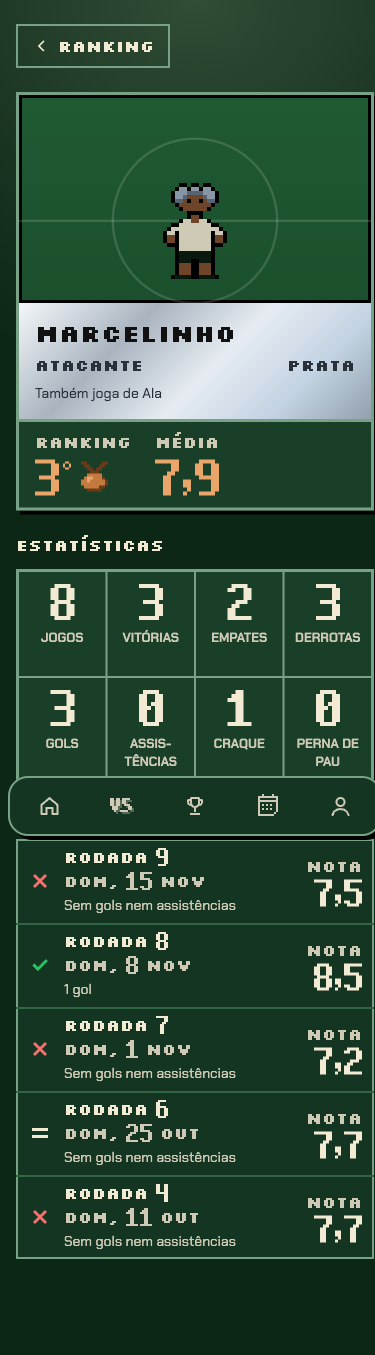 RANKING
MARCELINHO
ATACANTE PRATA
Também joga de Ala
RANKING MÉDIA
3° 7,9
ESTATÍSTICAS
8 3 2 3
JOGOS VITÓRIAS EMPATES DERROTAS
3 0 1 0
GOLS ASSIS- CRAQUE PERNA DE
TÊNCIAS PAU
VS
RODADA 9
NOTA
DOM, 15 NOV
7,5
Sem gols nem assistências
RODADA 8
NOTA
DOM, 8 NOV
8,5
1 gol
RODADA 7
NOTA
DOM, 1 NOV
7,2
Sem gols nem assistências
RODADA 6
NOTA
DOM, 25 OUT
7,7
Sem gols nem assistências
RODADA 4
NOTA
DOM, 11 OUT
7,7
Sem gols nem assistências